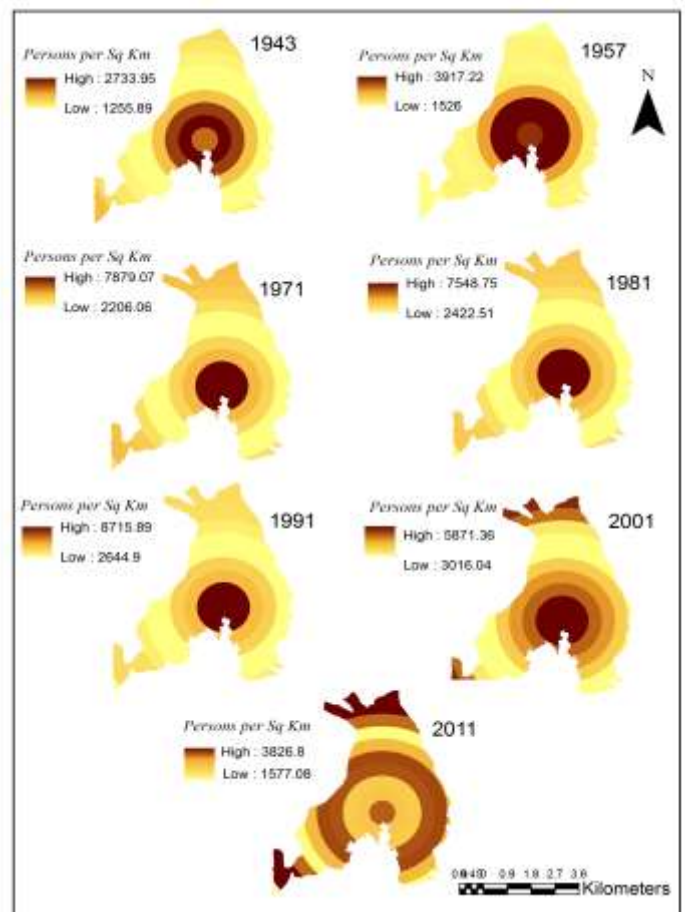 1943
Persons per Sq Km
High : 2733.95
Low : 1255.89
1957
Persons per Sq Km
High : 3917.22
Low : 1526
N
1971
Persons per Sq Km
High : 7879.07
Low : 2206.06
1981
Persons per Sq Km
High : 7548.75
Low : 2422.51
1991
Persons per Sq Km
High : 6715.89
Low : 2644.9
2001
Persons per Sq Km
High : 5871.36
Low : 3016.04
2011
Persons per Sq Km
High : 3826.8
Low : 1577.08
0.9 1.8 2.7 3.6
Kilometers